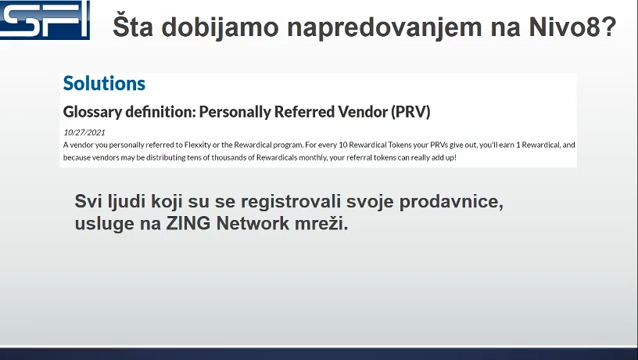 SFI
Šta dobijamo napredovanjem na Nivo8?
Solutions
Glossary definition: Personally Referred Vendor (PRV)
10/27/2021
A vendor you personally referred to Flexxity or the Rewardical program. For every 10 Rewardical Tokens your PRVs give out, you'll earn 1 Rewardical, and
because vendors may be distributing tens of thousands of Rewardicals monthly, your referral tokens can really add up!
Svi ljudi koji su se registrovali svoje prodavnice,
usluge na ZING Network mreži.